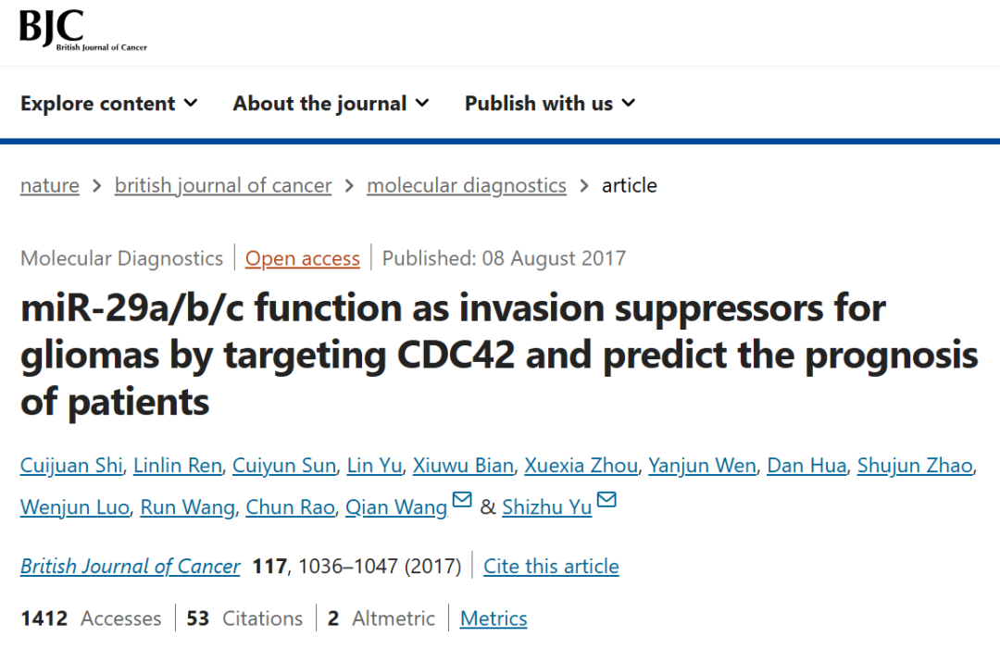 BJC
British Journal of Cancer
Explore content About the journal Publish with us
nature > british journal of cancer > molecular diagnostics > article
Molecular Diagnostics | Open access | Published: 08 August 2017
miR-29a/b/c function as invasion suppressors for
gliomas by targeting CDC42 and predict the prognosis
of patients
Cuijuan Shi, Linlin Ren, Cuiyun Sun, Lin Yu, Xiuwu Bian, Xuexia Zhou, Yanjun Wen, Dan Hua, Shujun Zhao,
Wenjun Luo, Run Wang, Chun Rao, Qian Wang & Shizhu Yu
British Journal of Cancer 117, 1036–1047 (2017) | Cite this article
1412 Accesses | 53 Citations | 2 Altmetric | Metrics